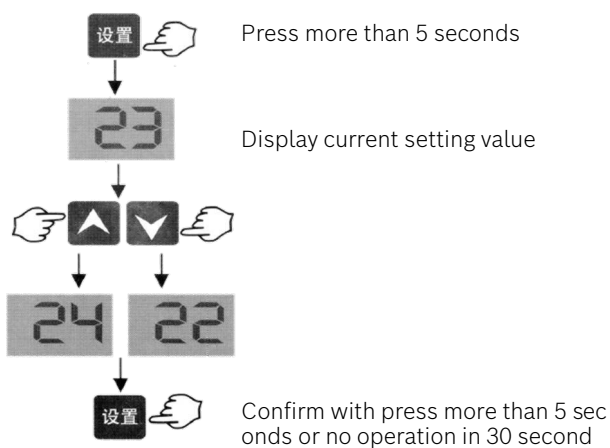 设置
Press more than 5 seconds
23
Display current setting value
24 22
设置
Confirm with press more than 5 sec
onds or no operation in 30 second